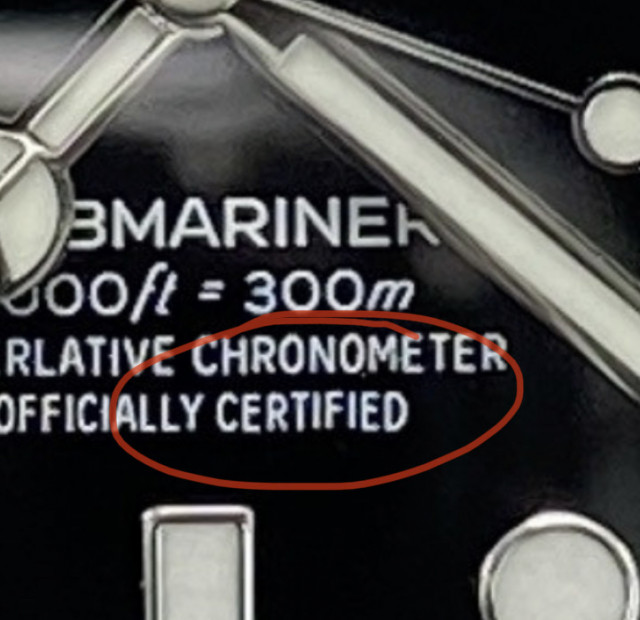 BMARINER
000ft = 300m
RLATIVE CHRONOMETER
OFFICIALLY CERTIFIED